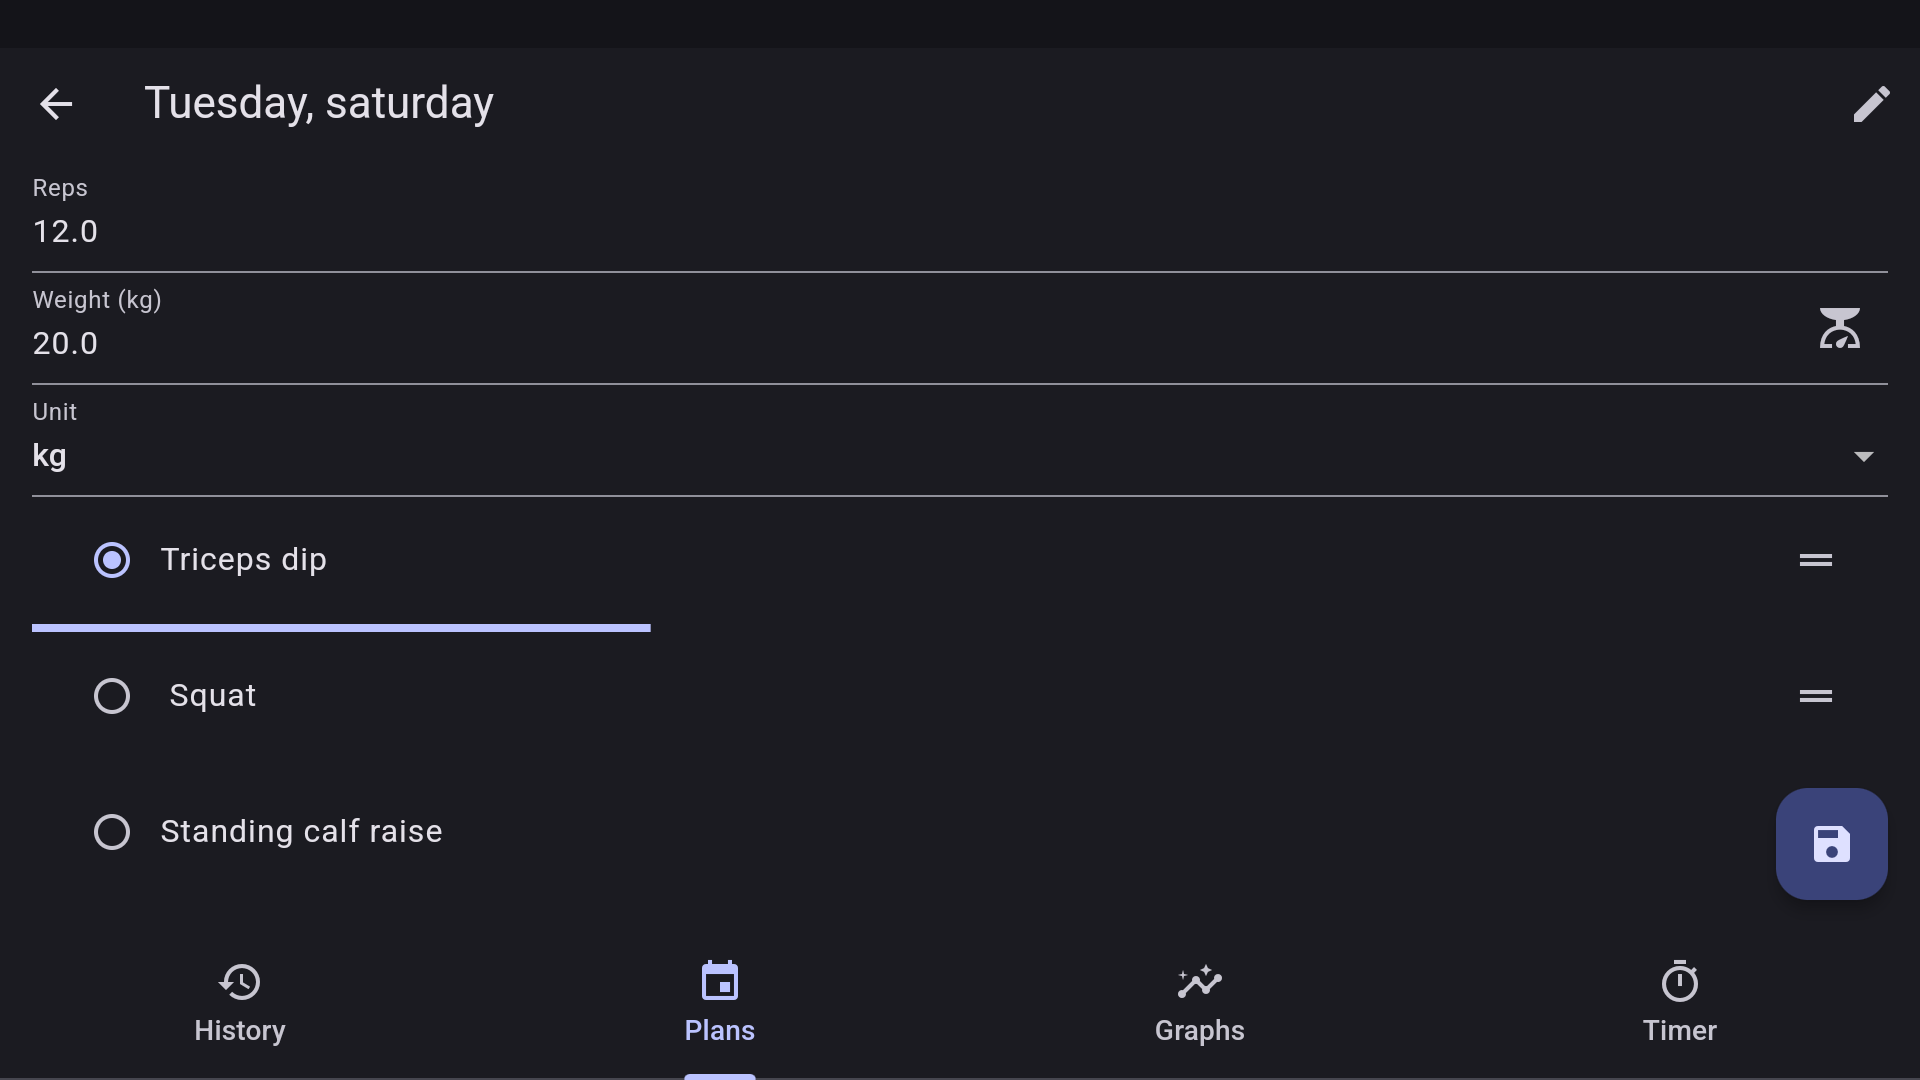 Tuesday, saturday
Reps
12.0
Weight (kg)
20.0
Unit
kg
Triceps dip
Squat
Standing calf raise
History
Plans
Graphs
Timer